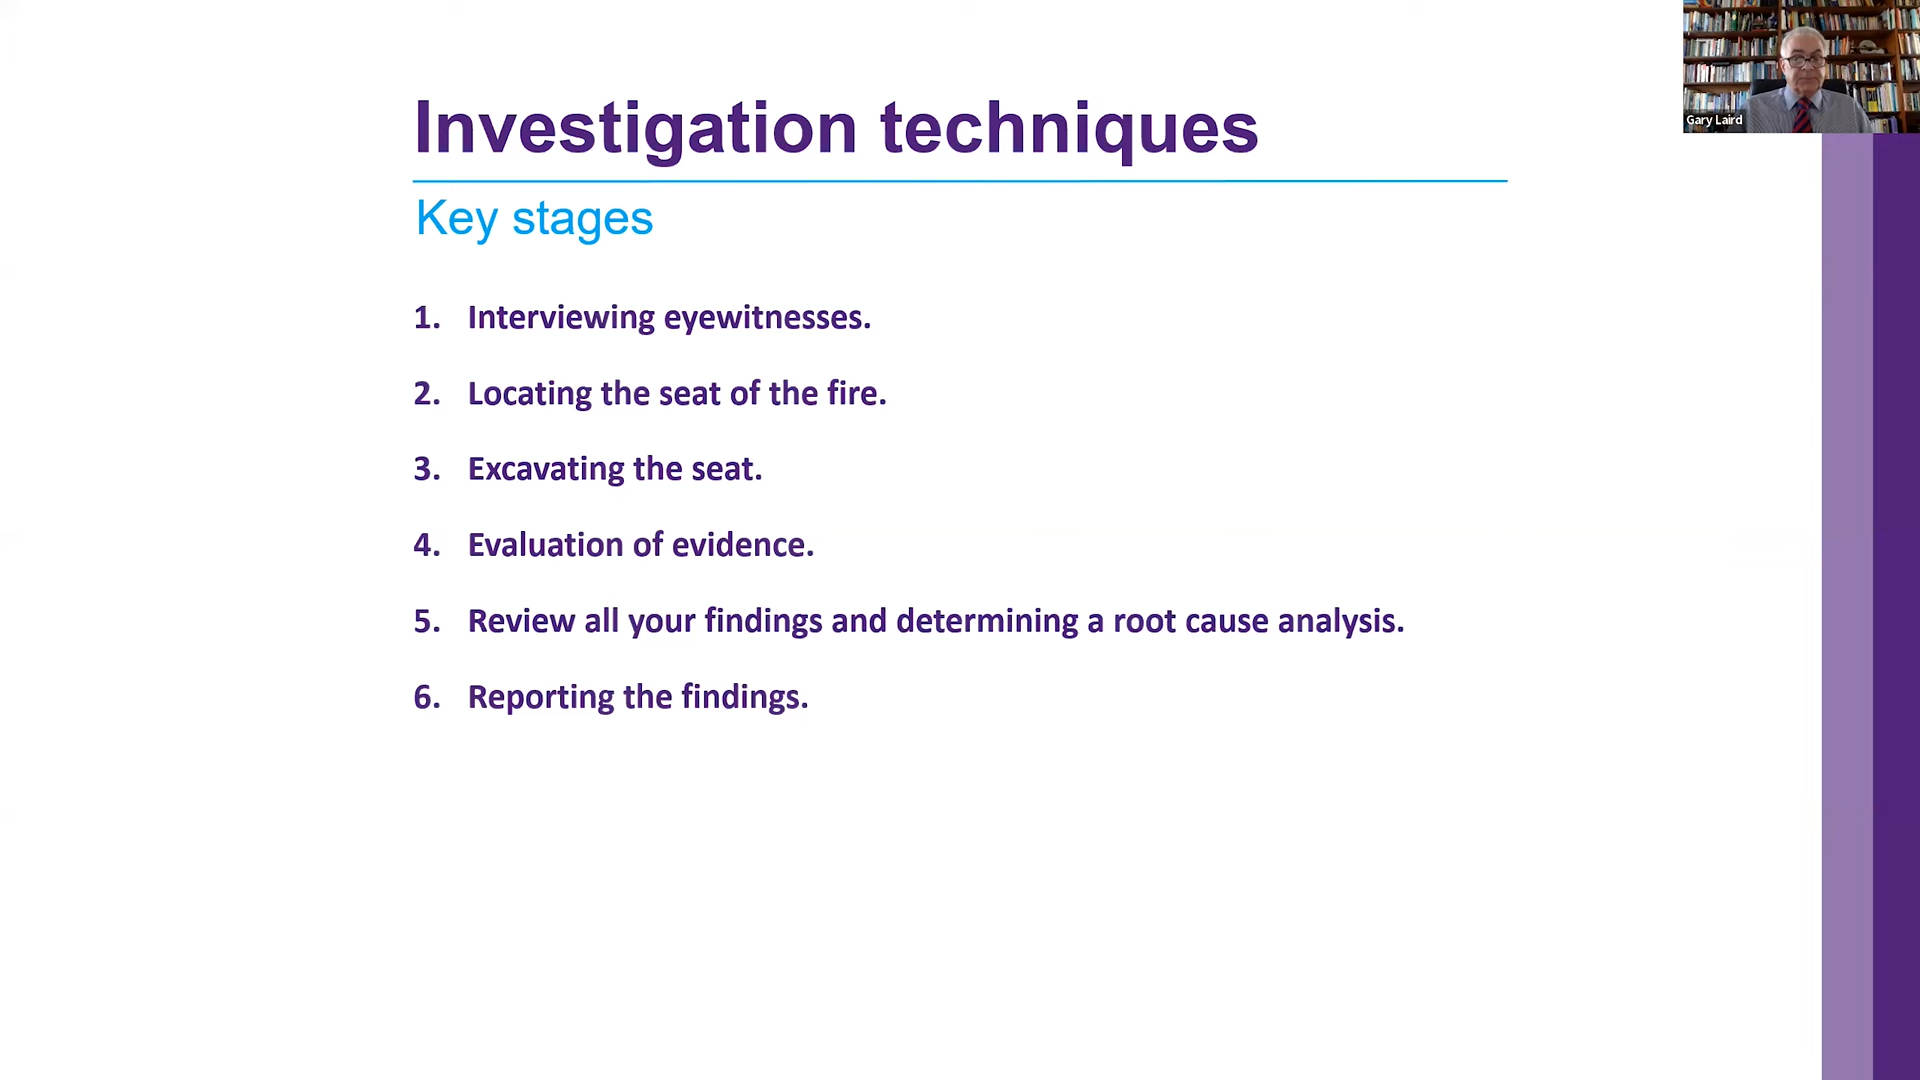 Investigation techniques
Key stages
1. Interviewing eyewitnesses.
2. Locating the seat of the fire.
3. Excavating the seat.
4. Evaluation of evidence.
5. Review all your findings and determining a root cause analysis.
6. Reporting the findings.
Gary Laird